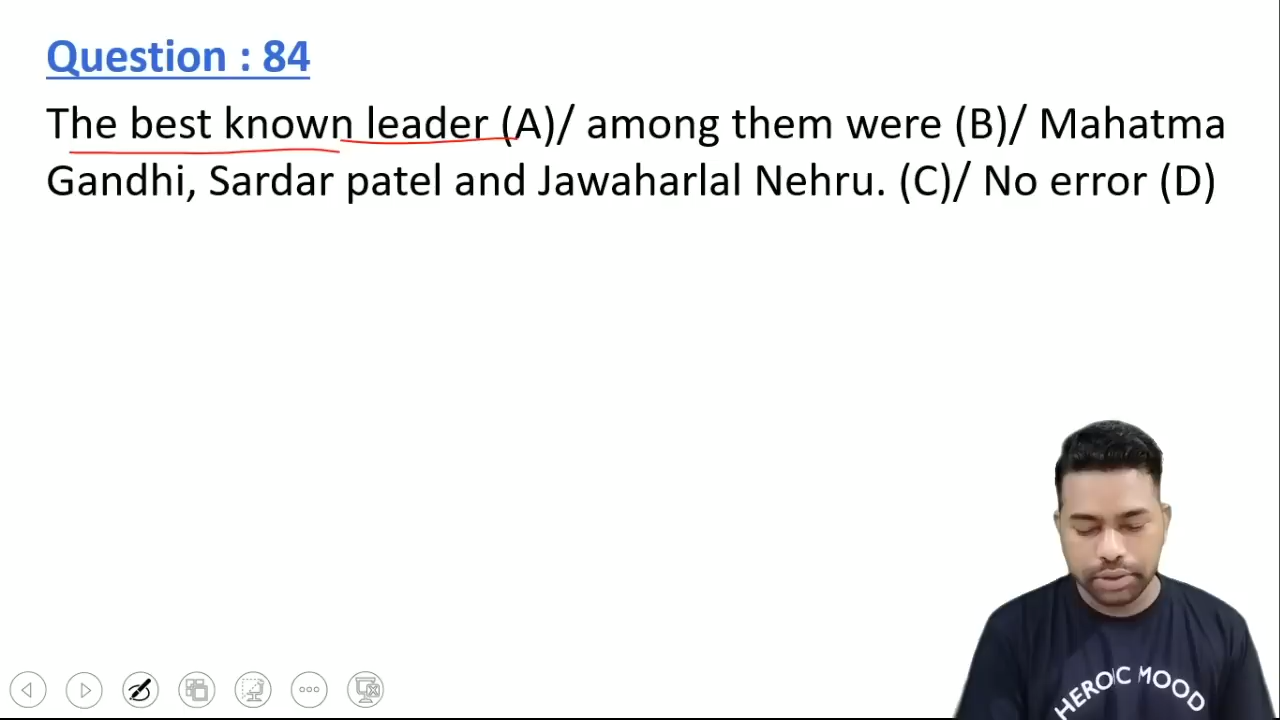 Question : 84
The best known leader (A)/ among them were (B)/ Mahatma
Gandhi, Sardar patel and Jawaharlal Nehru. (C)/ No error (D)
HEROIC MOOD